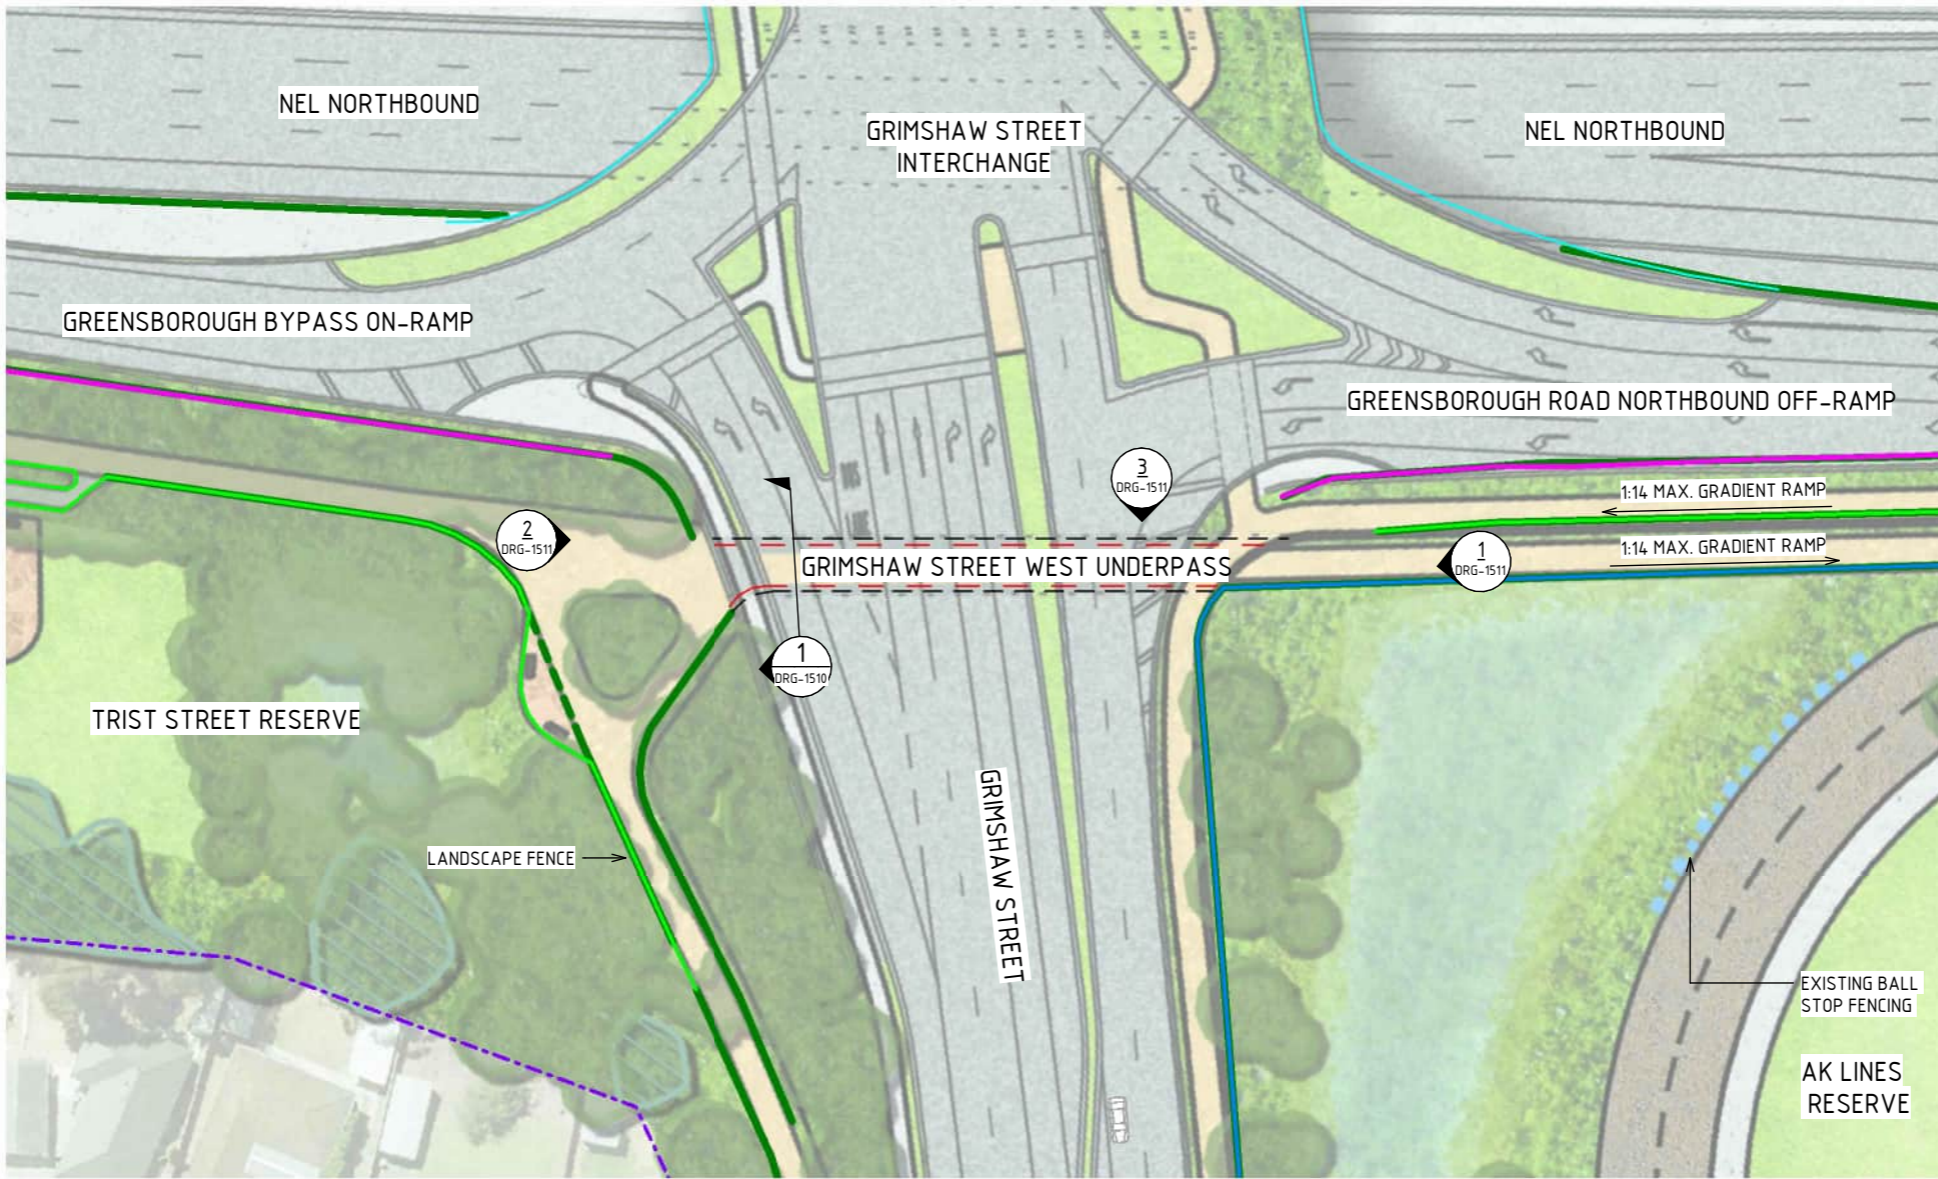 NEL NORTHBOUND
GRIMSHAW STREET
INTERCHANGE
NEL NORTHBOUND
GREENSBOROUGH BYPASS ON-RAMP
GREENSBOROUGH ROAD NORTHBOUND OFF-RAMP
3
DRG-1511
1:14 MAX. GRADIENT RAMP
2
DRG-1511
GRIMSHAW STREET WEST UNDERPASS
1
DRG-1511
1:14 MAX. GRADIENT RAMP
1
DRG-1510
TRIST STREET RESERVE
LANDSCAPE FENCE
GRIMSHAW STREET
EXISTING BALL
STOP FENCING
AK LINES
RESERVE